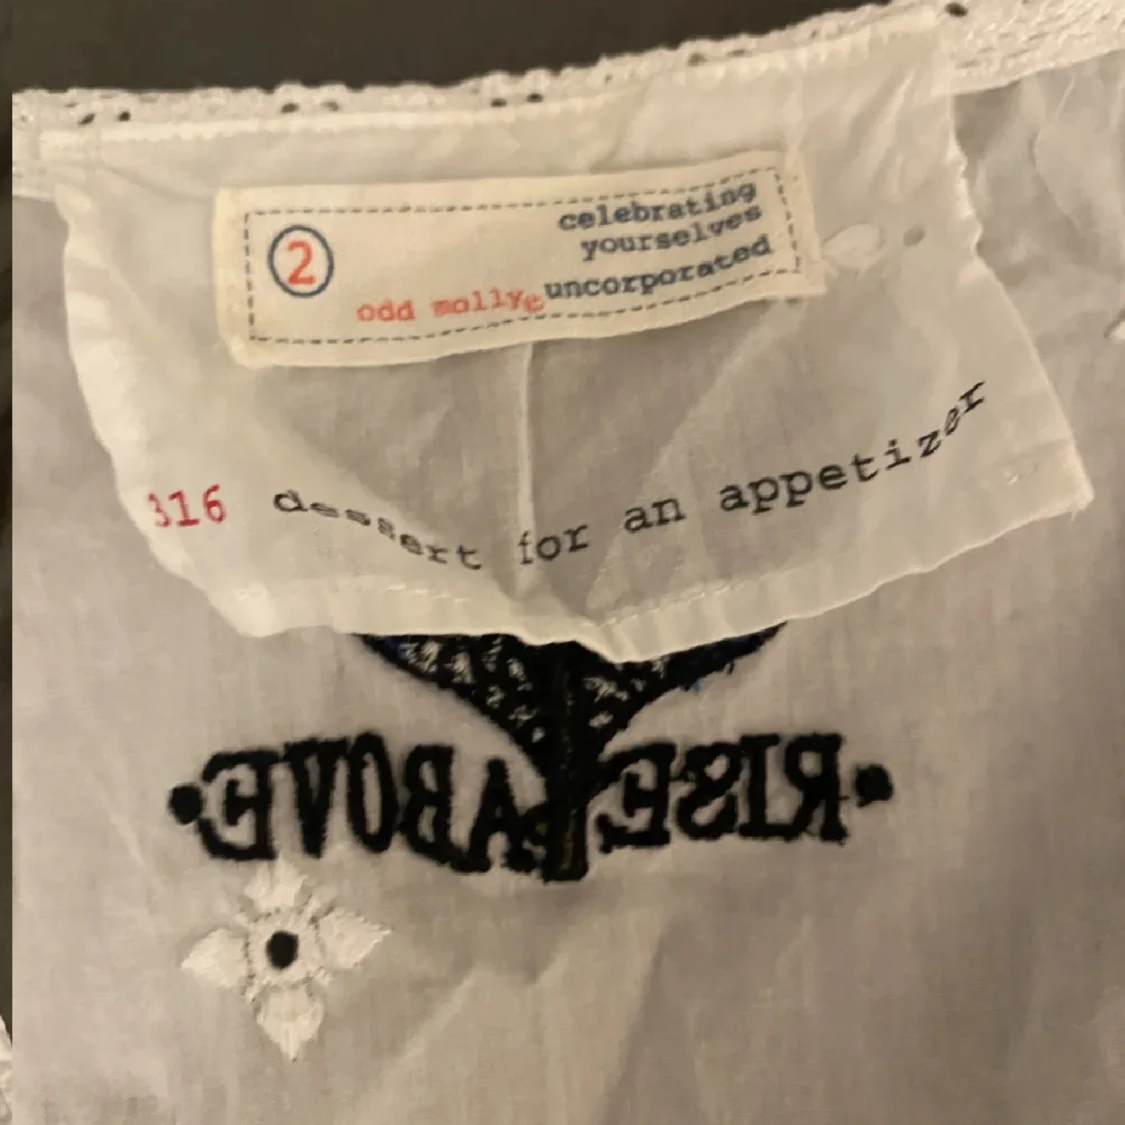 2
celebrating
yourselves
odd molly© uncorporated
316 dessert for an appetizer
•RISE ABOVE•